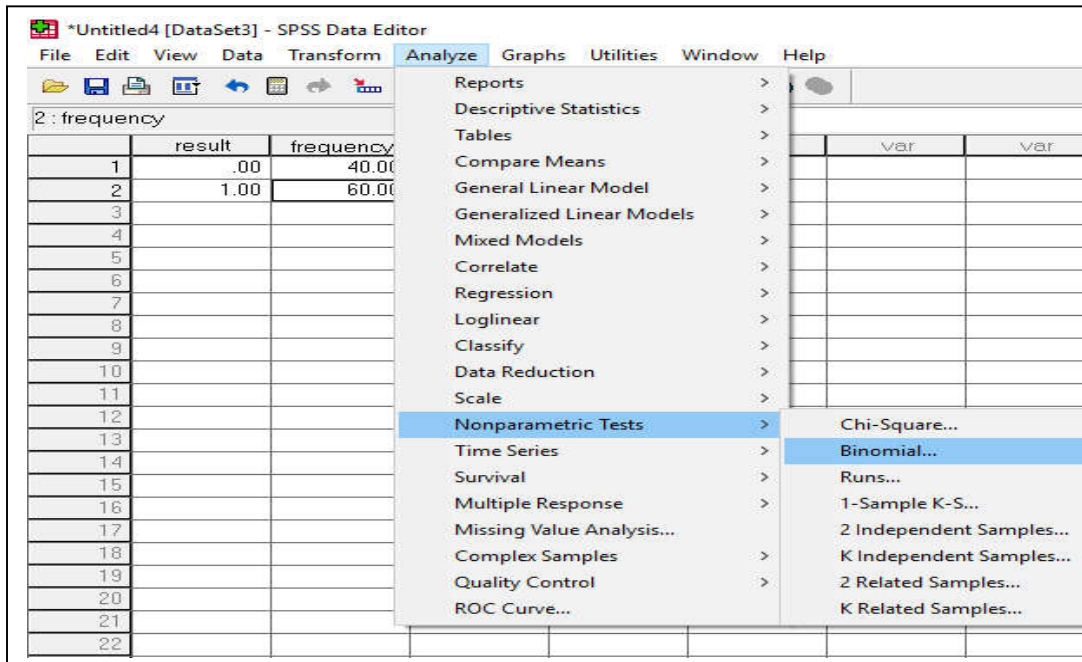 *Untitled4 [DataSet3] - SPSS Data Editor
File Edit View Data Transform Analyze Graphs Utilities Window Help
2 : frequency
result frequency var var
1 .00 40.00
2 1.00 60.00
3
4
5
6
7
8
9
10
11
12
13
14
15
16
17
18
19
20
21
22
Reports >
Descriptive Statistics >
Tables >
Compare Means >
General Linear Model >
Generalized Linear Models >
Mixed Models >
Correlate >
Regression >
Loglinear >
Classify >
Data Reduction >
Scale >
Nonparametric Tests >
Time Series >
Survival >
Multiple Response >
Missing Value Analysis...
Complex Samples >
Quality Control >
ROC Curve...
Chi-Square...
Binomial...
Runs...
1-Sample K-S...
2 Independent Samples...
K Independent Samples...
2 Related Samples...
K Related Samples...